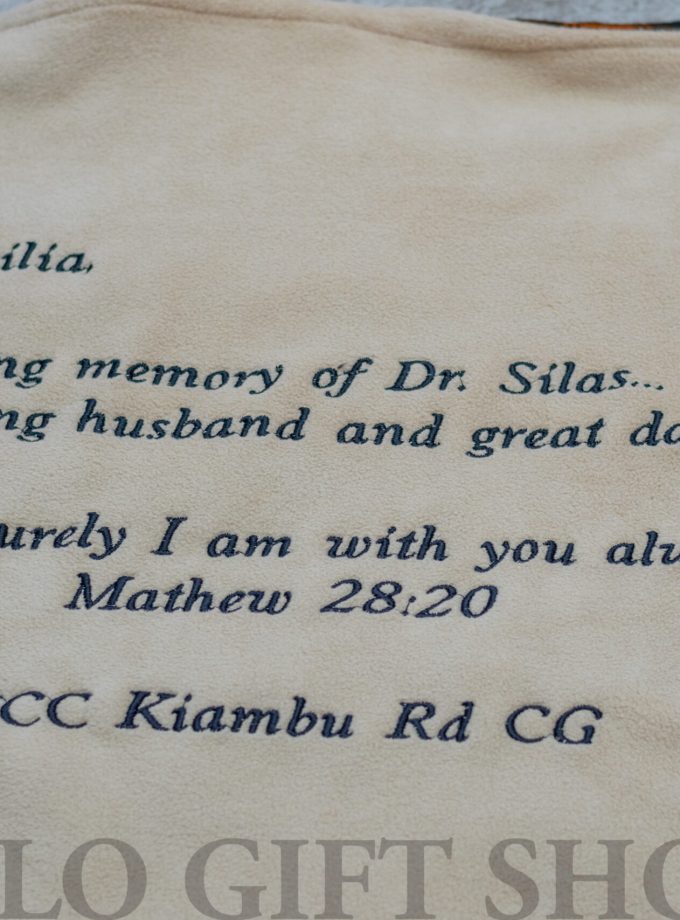 ilia,
ng memory of Dr. Silas...
ng husband and great da
urely I am with you alw
Mathew 28:20
CC Kiambu Rd CG
LO GIFT SHO